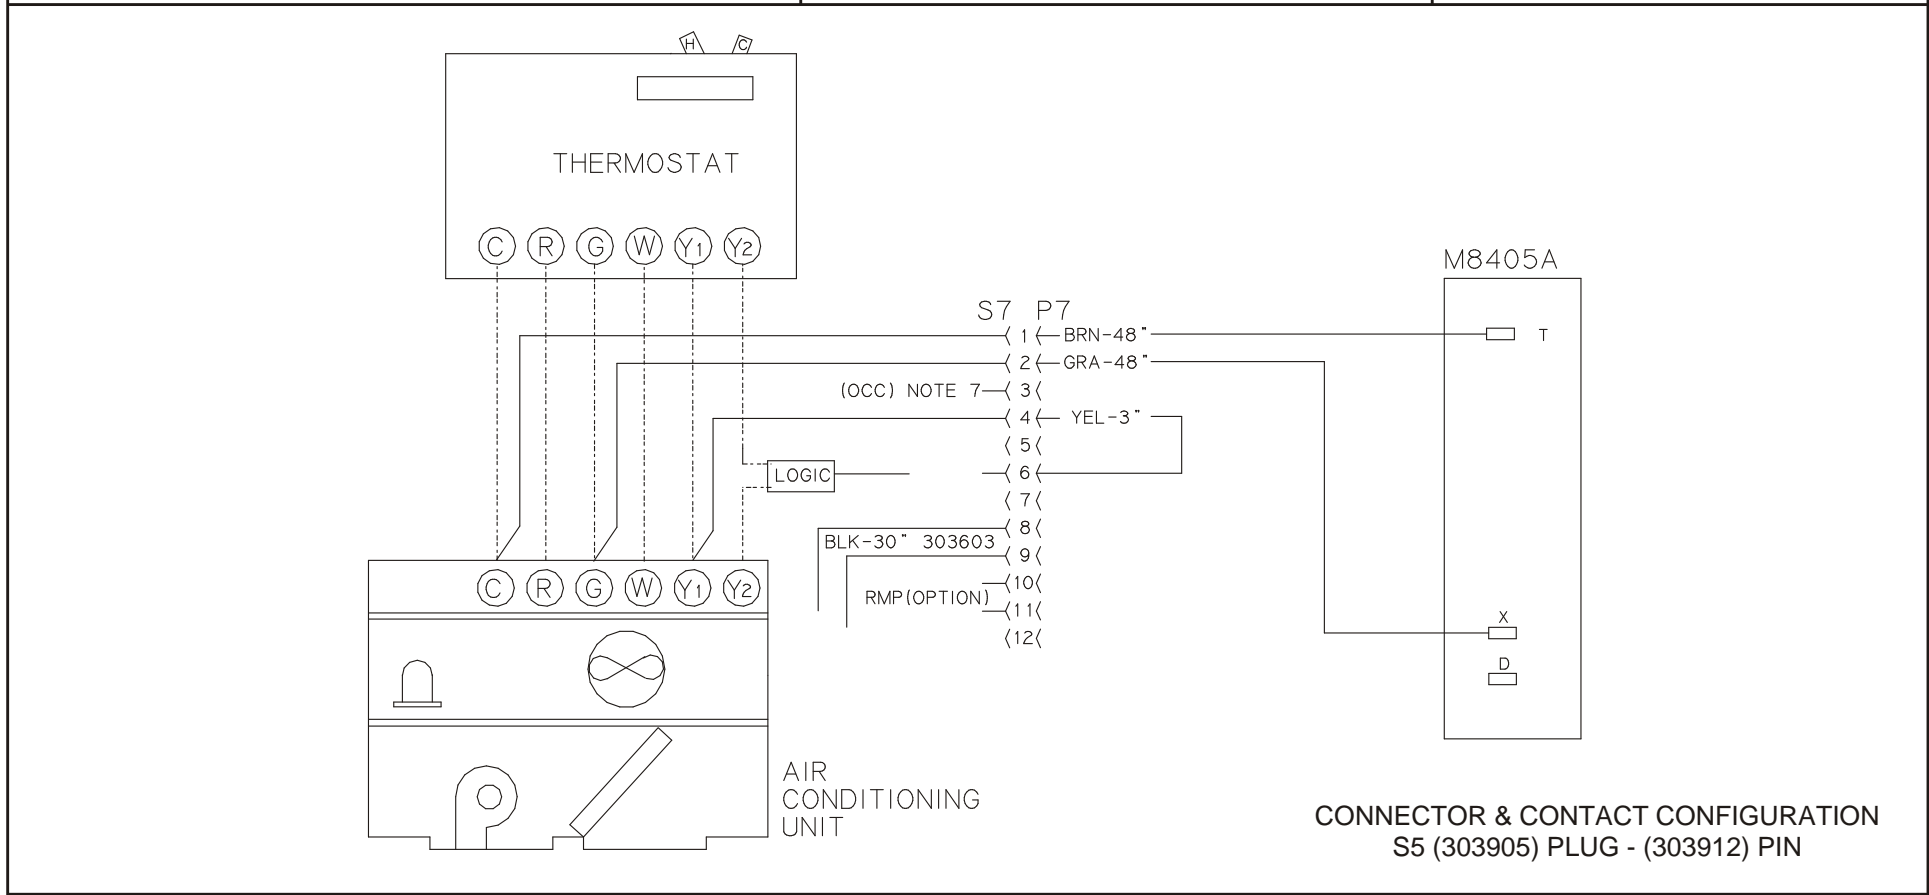 H C
THERMOSTAT
C R G W Y1 Y2
M8405A
S7 P7
1 BRN-48" T
2 GRA-48"
(OCC) NOTE 7 3
4 YEL-3"
5
LOGIC 6
7
8
BLK-30" 303603
9
C R G W Y1 Y2
10
RMP(OPTION)
11
X
12
D
AIR
CONDITIONING
UNIT
CONNECTOR & CONTACT CONFIGURATION
S5 (303905) PLUG - (303912) PIN